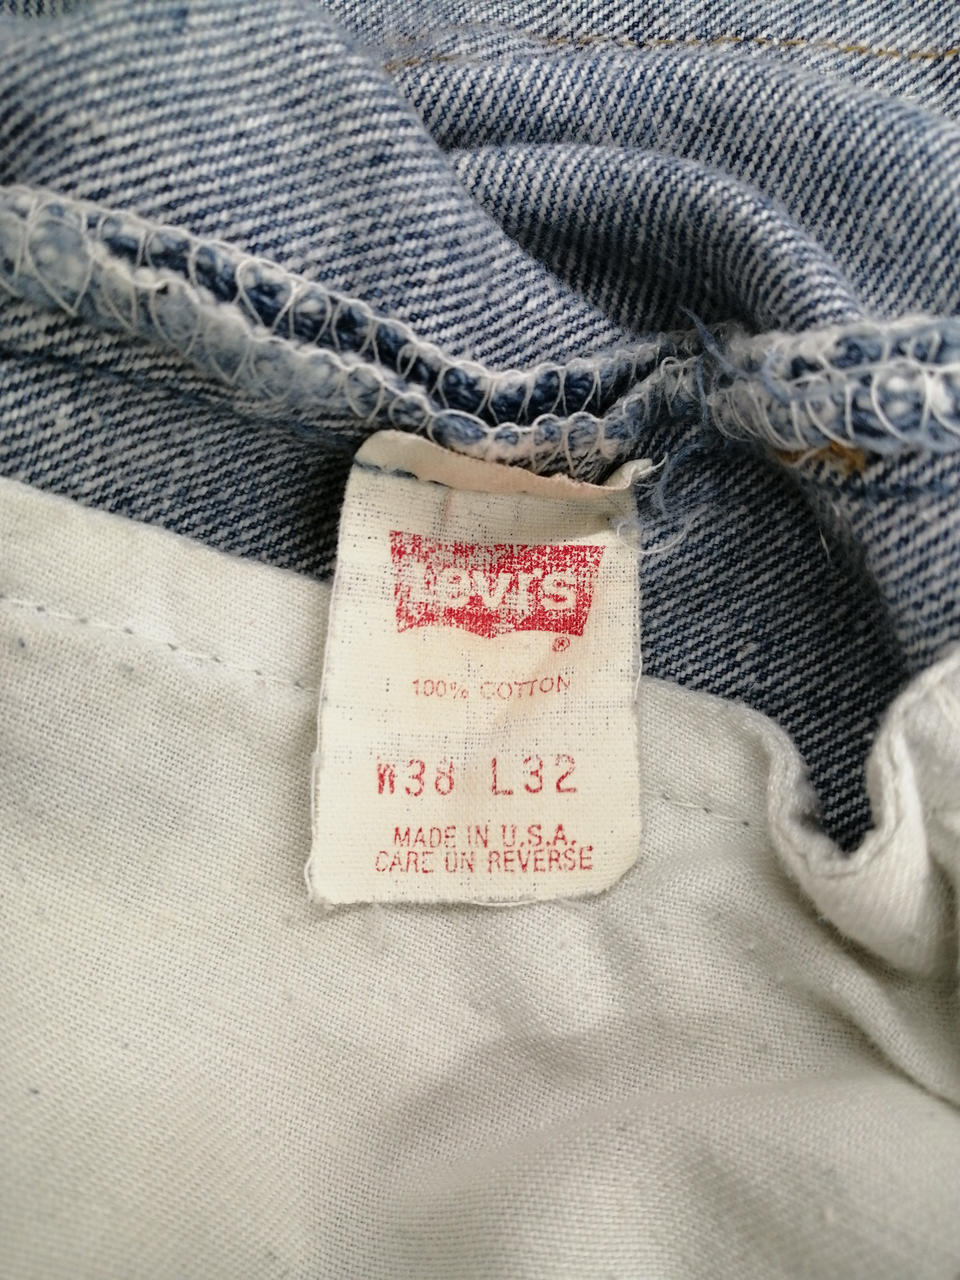 Levi's
®
100% COTTON
W38 L32
MADE IN U.S.A.
CARE ON REVERSE